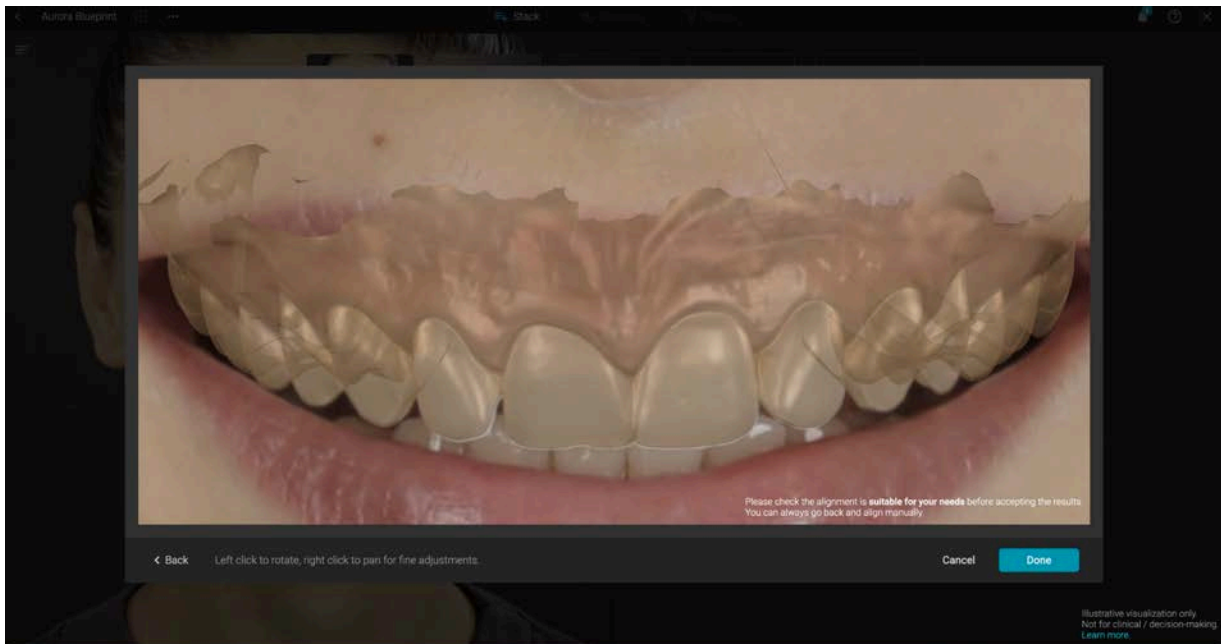 Aurora Blueprint
Stack
Please check the alignment is suitable for your needs before accepting the results
You can always go back and align manually
Back
Left click to rotate, right click to pan for fine adjustments.
Cancel
Done
Illustrative visualization only
Not for clinical / decision-making
Learn more.